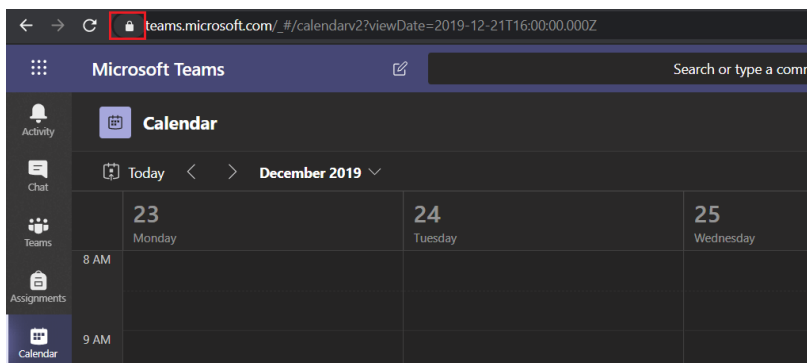 teams.microsoft.com/_#/calendarv2?viewDate=2019-12-21T16:00:00.000Z
Microsoft Teams
Search or type a comm
Activity
Calendar
Chat
Today
December 2019
23
24
25
Monday
Tuesday
Wednesday
Teams
8 AM
Assignments
9 AM
Calendar